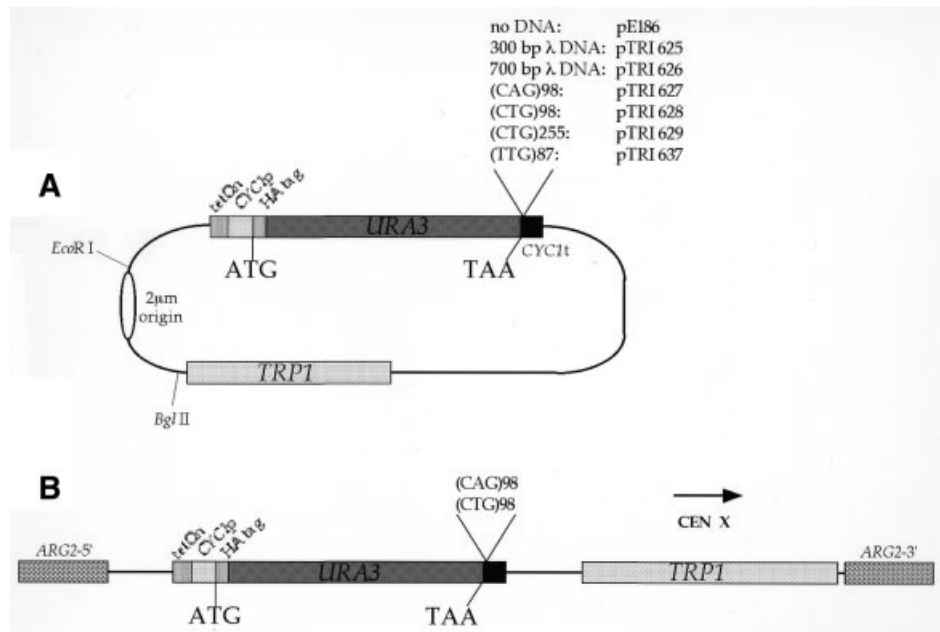 no DNA: pE186
300 bp λ DNA: pTRI 625
700 bp λ DNA: pTRI 626
(CAG)98: pTRI 627
(CTG)98: pTRI 628
(CTG)255: pTRI 629
(TTG)87: pTRI 637
A
tetOn CYC1p HA tag
URA3
EcoR I
ATG
TAA
CYC1t
2µm
origin
TRP1
Bgl II
B
(CAG)98
(CTG)98
CEN X
ARG2-5'
tetOn CYC1p HA tag
ARG2-3'
URA3
TRP1
ATG
TAA